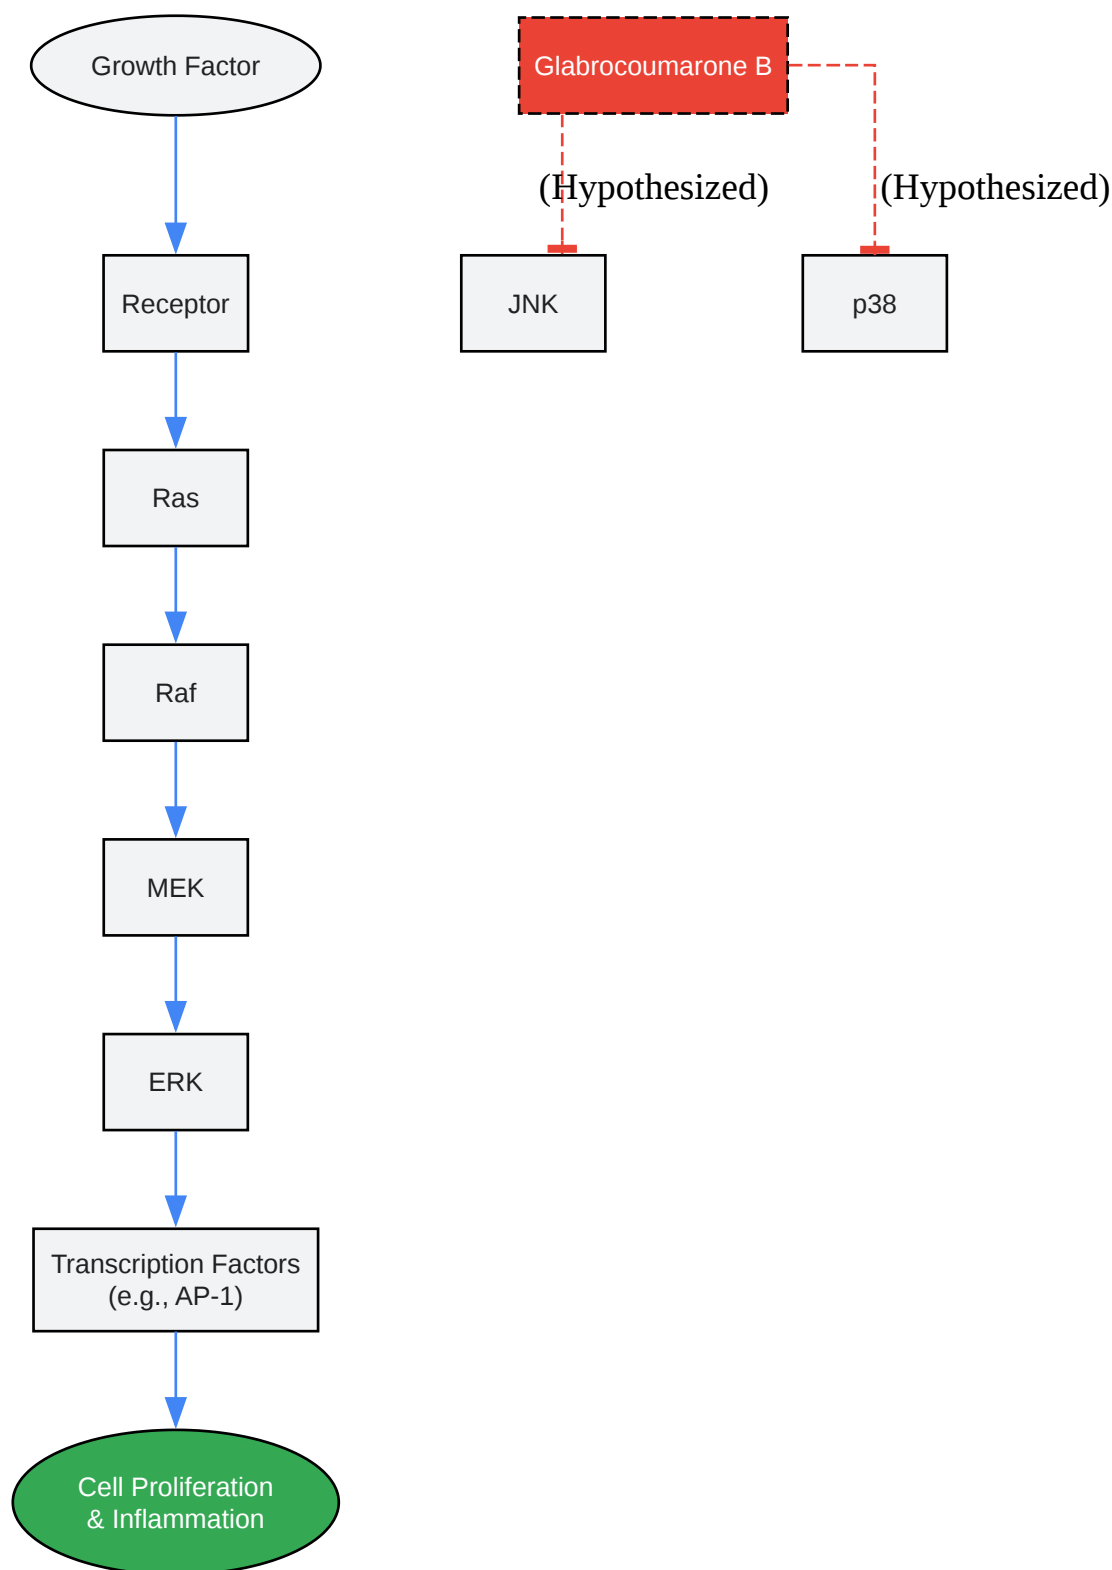 Growth Factor
Glabrocoumarone B
(Hypothesized)
(Hypothesized)
Receptor
JNK
p38
Ras
Raf
MEK
ERK
Transcription Factors
(e.g., AP-1)
Cell Proliferation
& Inflammation